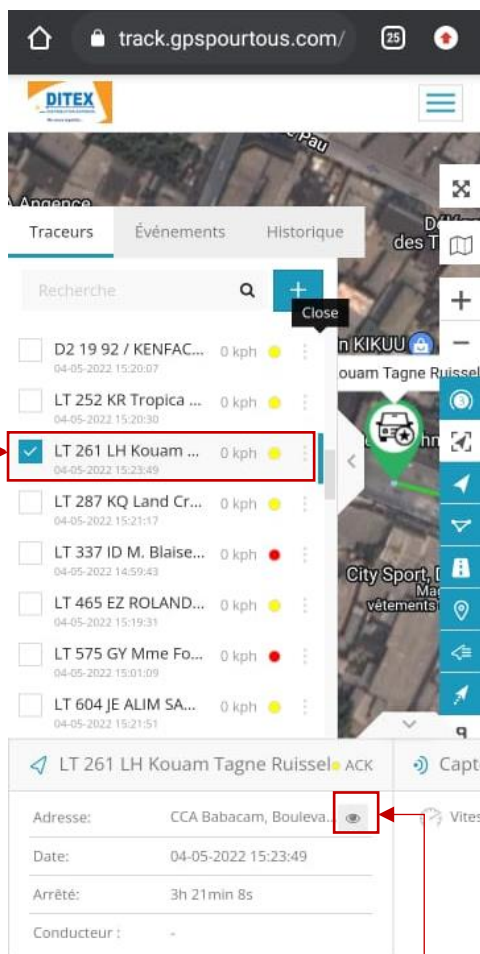 track.gpspourtous.com/
25
DITEX
Pau
Angence
Traceurs
Événements
Historique
des T
Recherche
+
Close
n KIKUU
D2 19 92 / KENFAC... 0 kph
04-05-2022 15:20:07
ouam Tagne Ruissel
LT 252 KR Tropica ... 0 kph
04-05-2022 15:20:30
LT 261 LH Kouam ... 0 kph
04-05-2022 15:23:49
LT 287 KQ Land Cr... 0 kph
04-05-2022 15:21:17
LT 337 ID M. Blaise... 0 kph
04-05-2022 14:59:43
City Sport,
vêtements
LT 465 EZ ROLAND... 0 kph
04-05-2022 15:19:31
LT 575 GY Mme Fo... 0 kph
04-05-2022 15:01:09
LT 604 JE ALIM SA... 0 kph
04-05-2022 15:21:51
LT 261 LH Kouam Tagne Ruissel ACK
Capt
Adresse: CCA Babacam, Bouleva...
Vites
Date: 04-05-2022 15:23:49
Arrêté: 3h 21min 8s
Conducteur : -